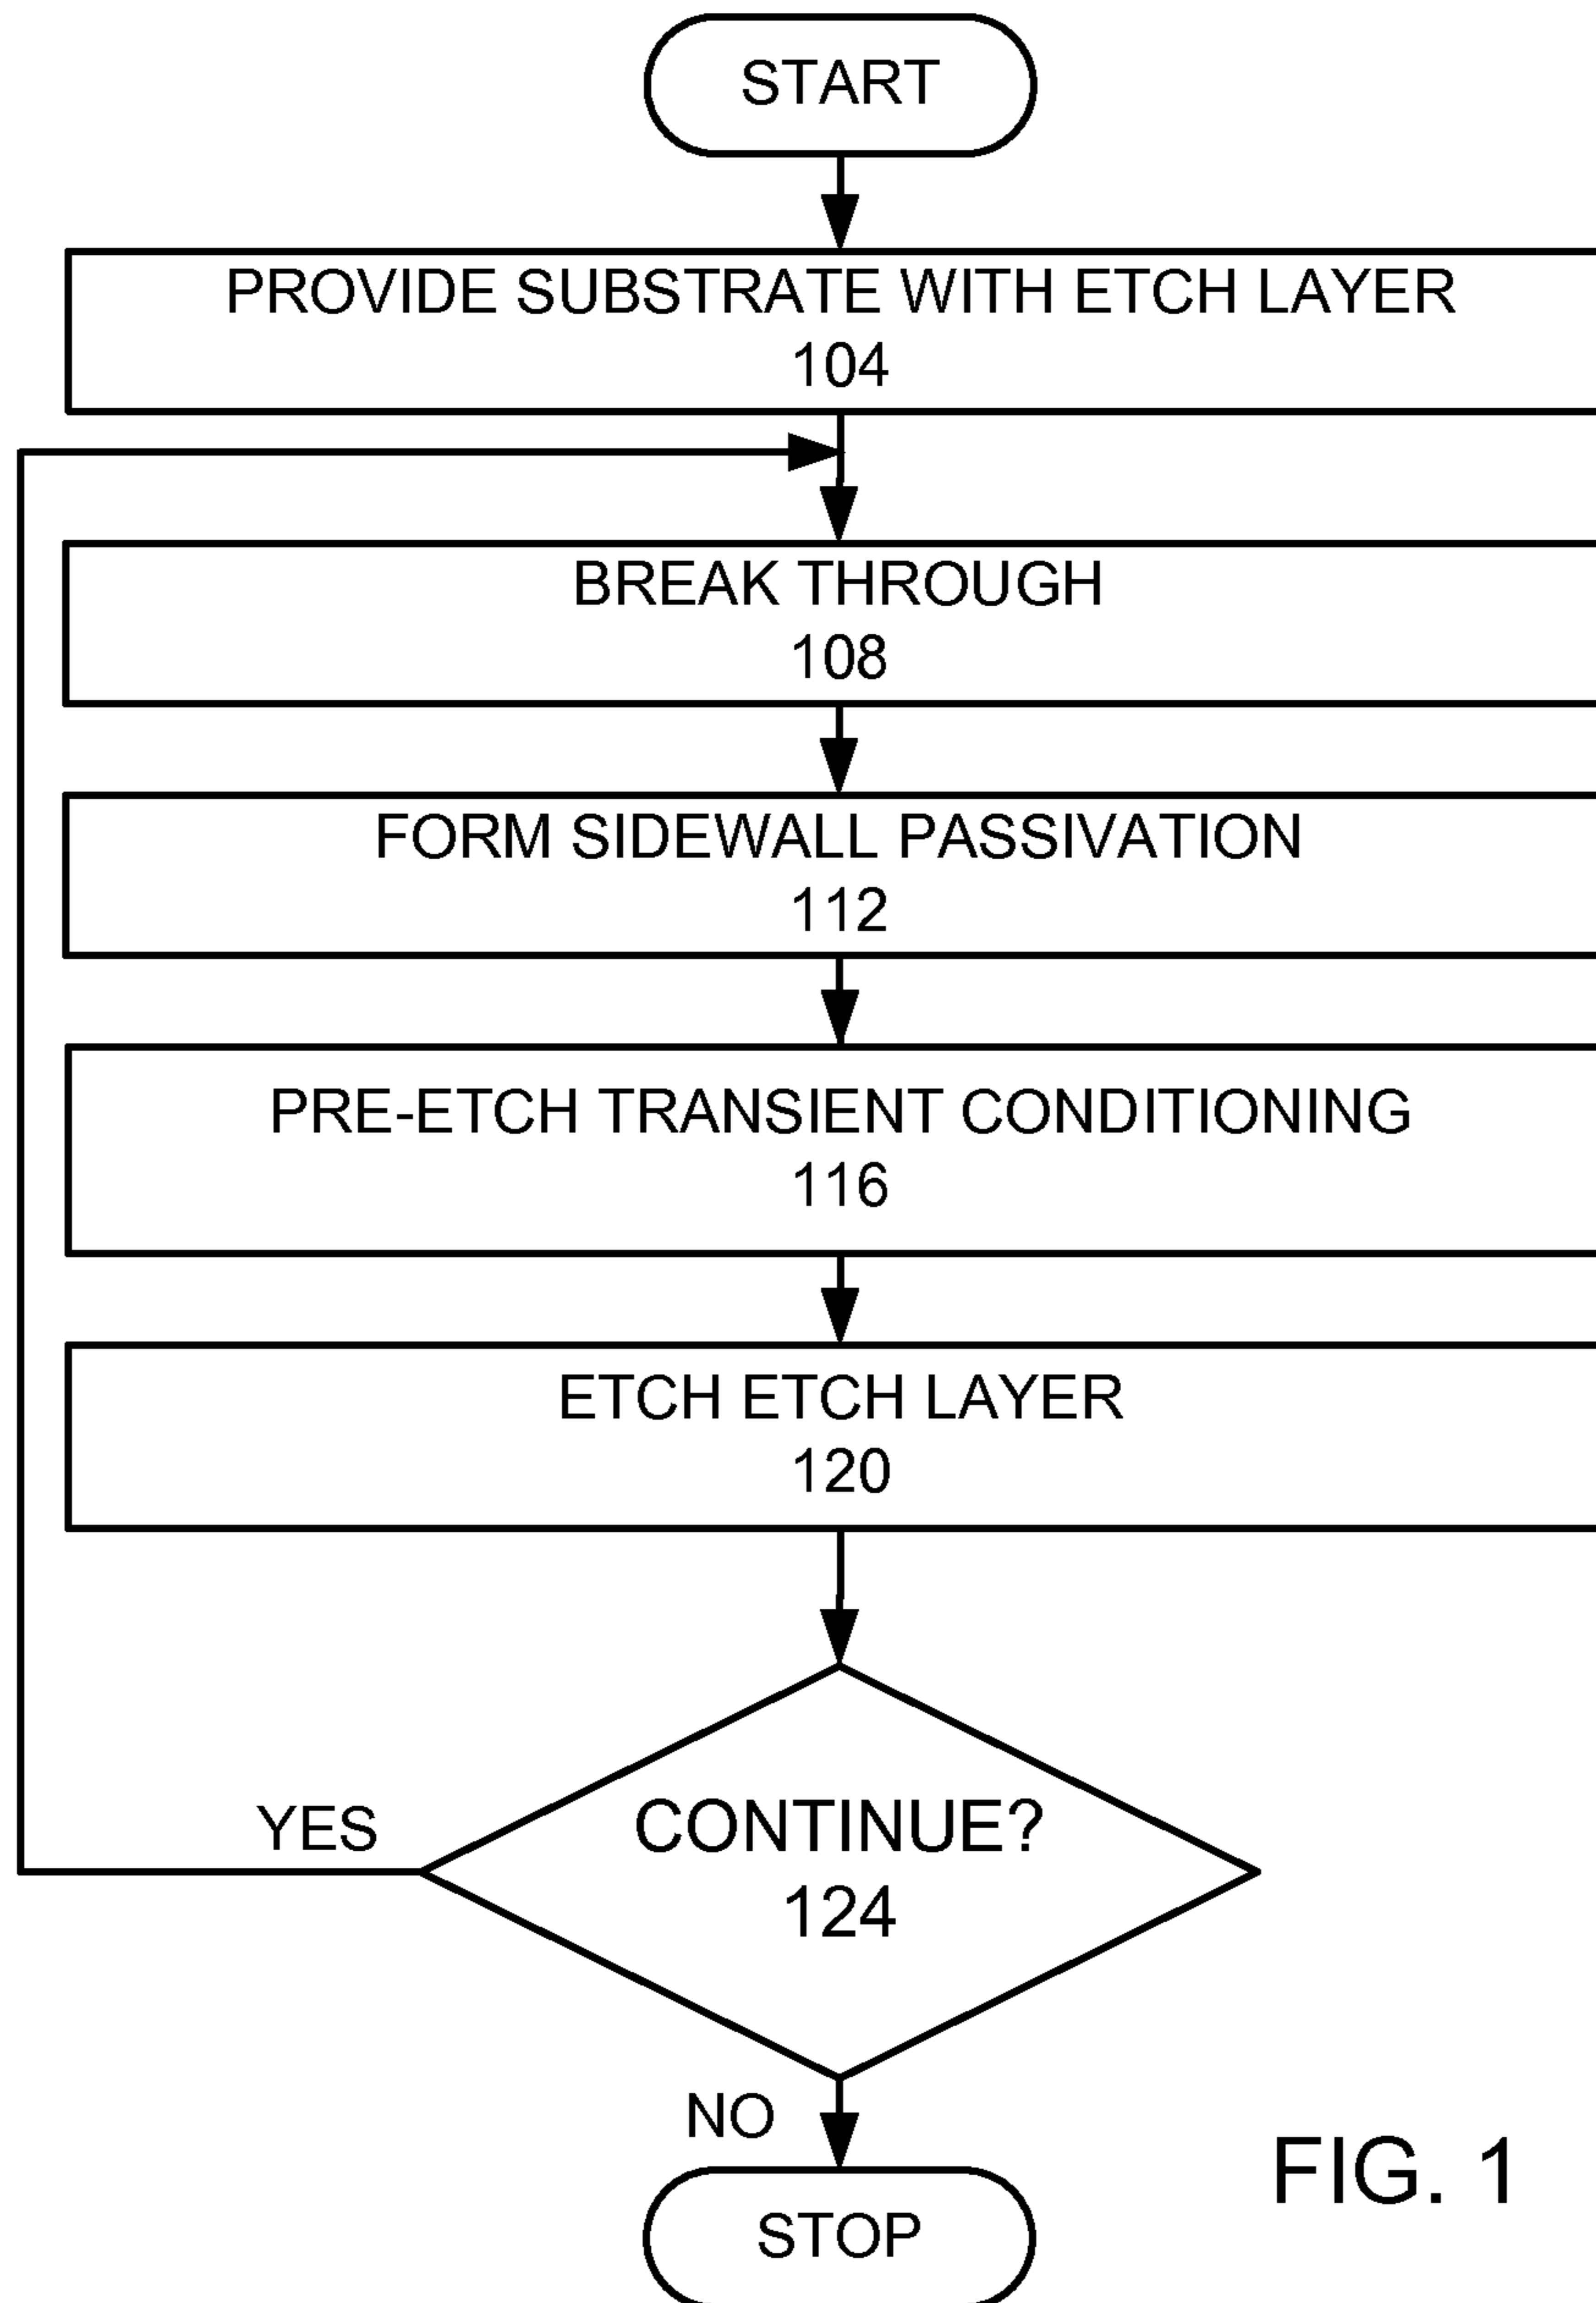 START
PROVIDE SUBSTRATE WITH ETCH LAYER
104
BREAK THROUGH
108
FORM SIDEWALL PASSIVATION
112
PRE-ETCH TRANSIENT CONDITIONING
116
ETCH ETCH LAYER
120
CONTINUE?
124
YES
NO
STOP
FIG. 1